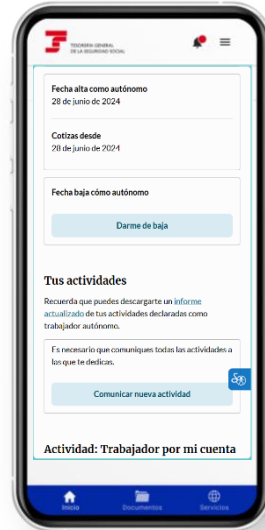 TESORERÍA GENERAL
DE LA SEGURIDAD SOCIAL
Fecha alta como autónomo
28 de junio de 2024
Cotizas desde
28 de junio de 2024
Fecha baja cómo autónomo
Darme de baja
Tus actividades
Recuerda que puedes descargarte un informe
actualizado de tus actividades declaradas como
trabajador autónomo.
Es necesario que comuniques todas las actividades a
las que te dedicas.
Comunicar nueva actividad
Actividad: Trabajador por mi cuenta
Inicio Documentos Servicios